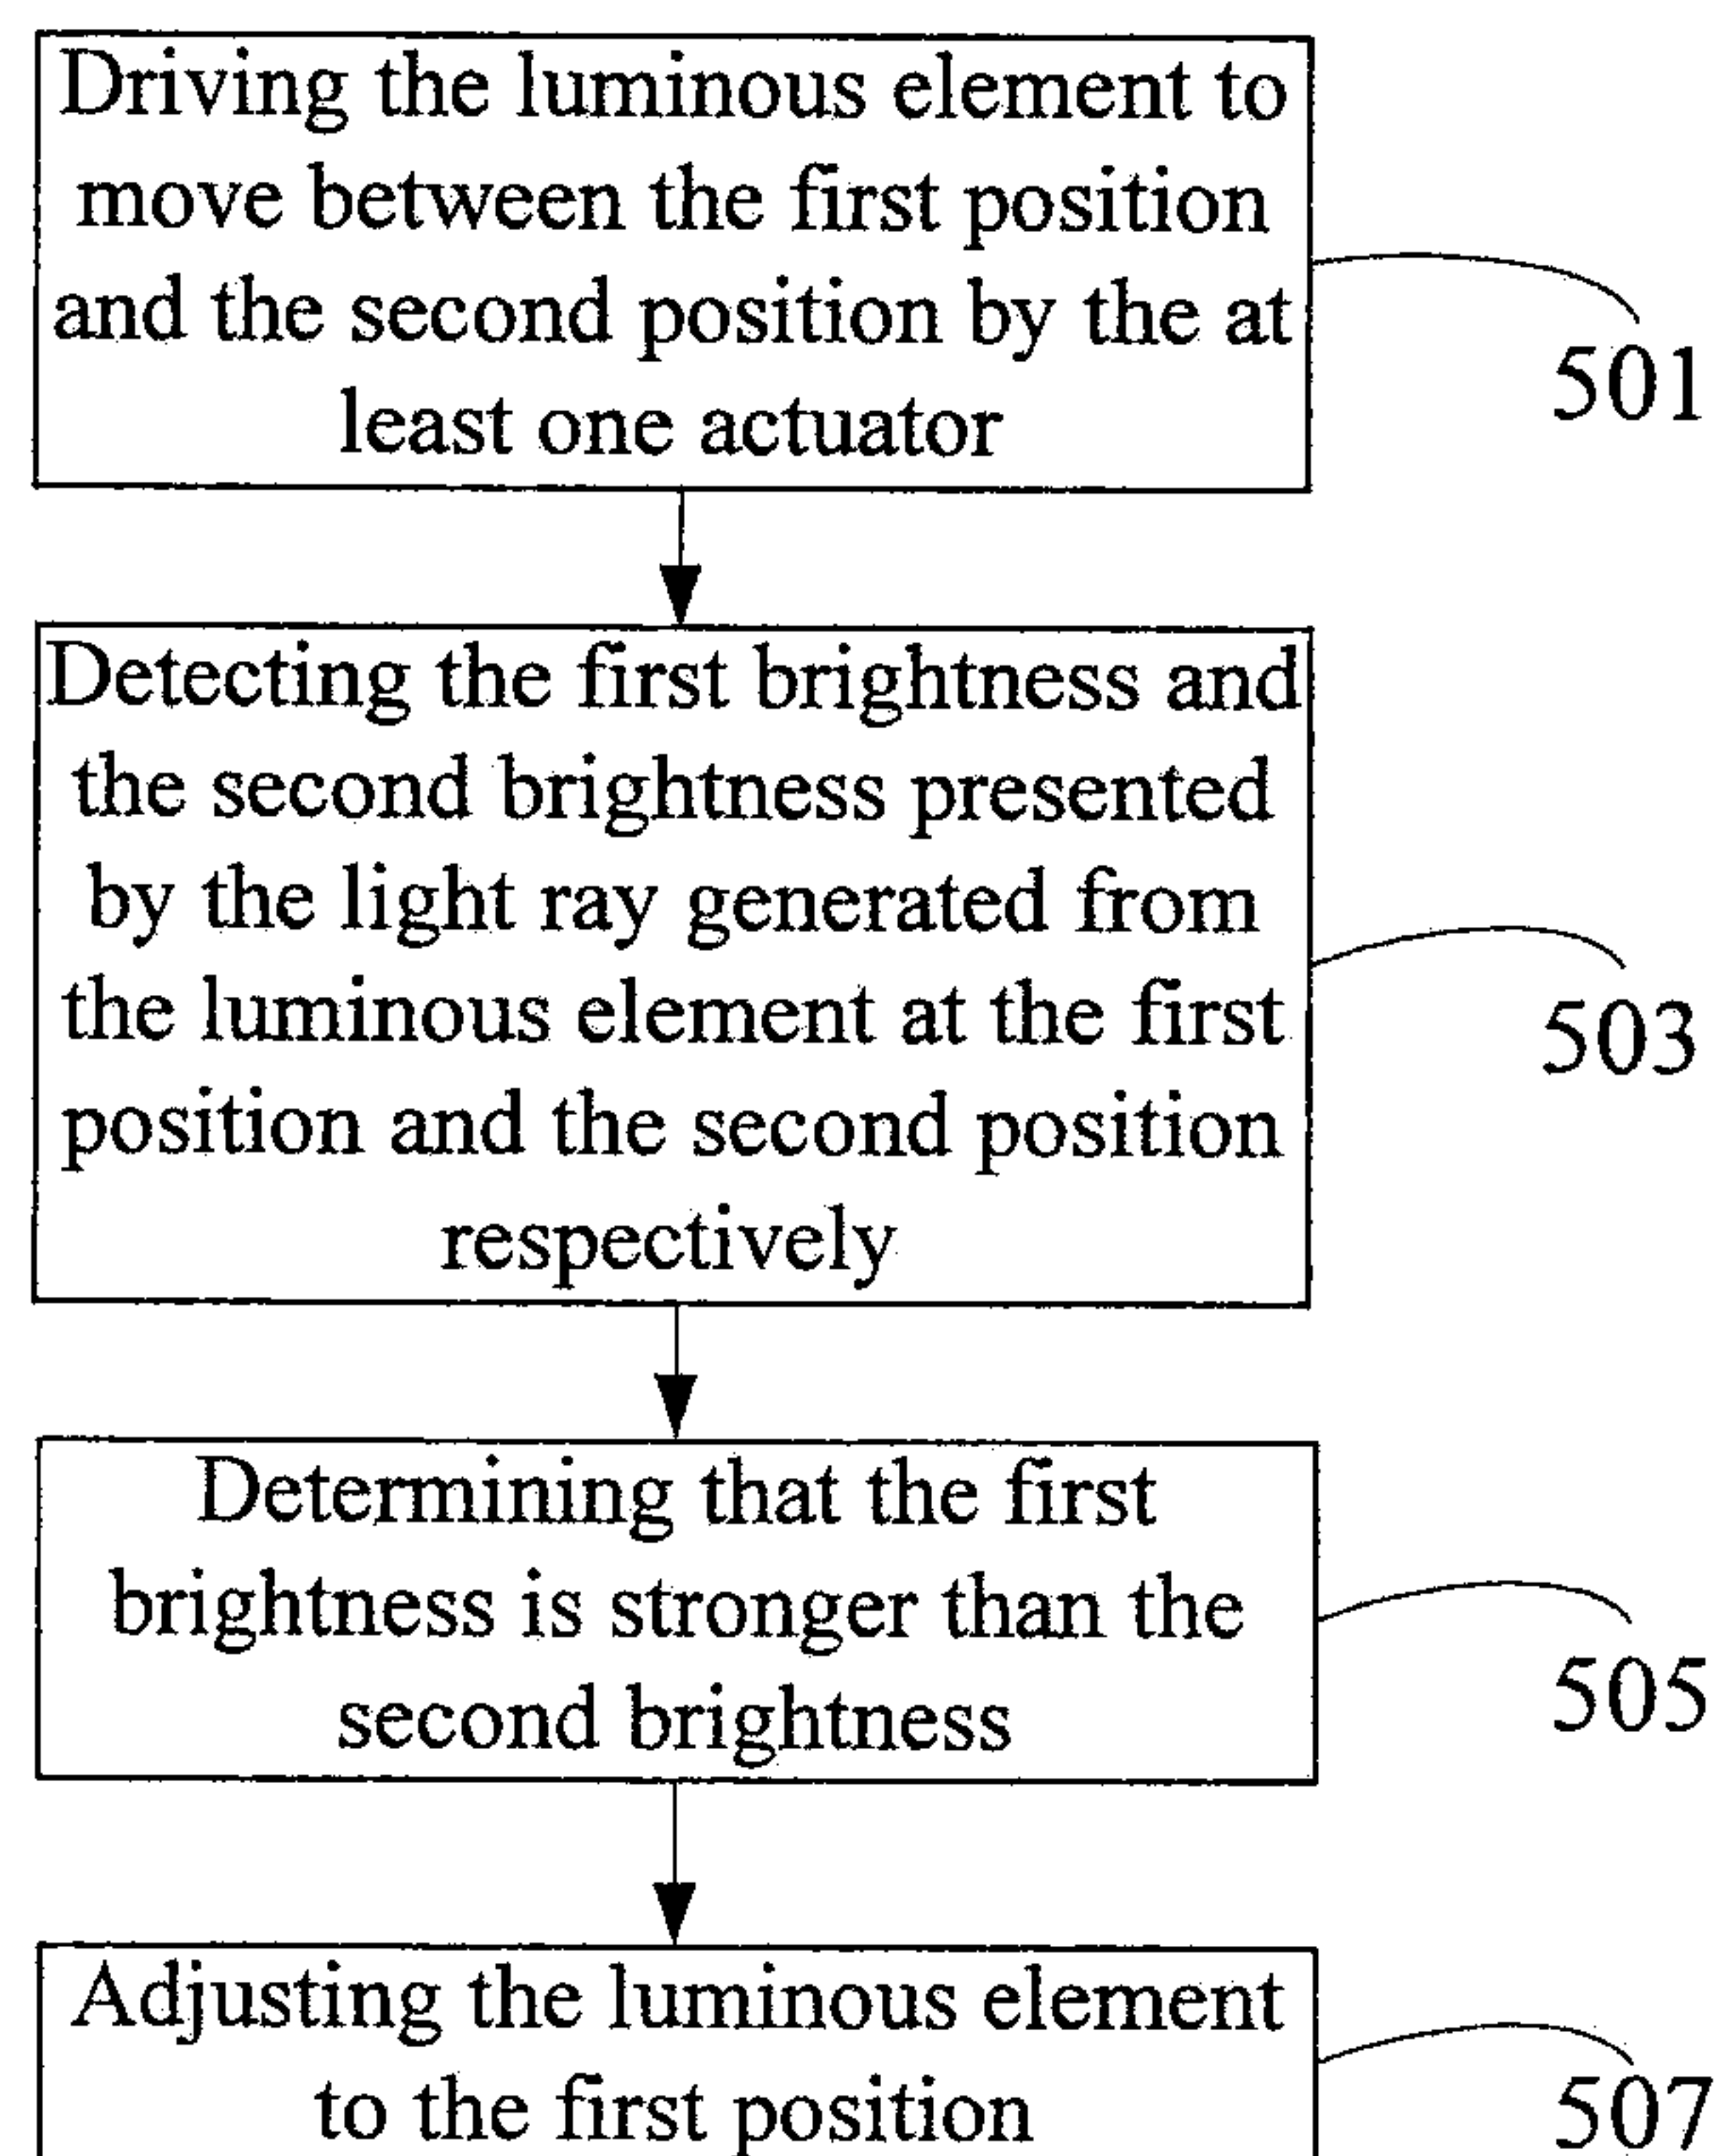 Driving the luminous element to
move between the first position
and the second position by the at
least one actuator
501
Detecting the first brightness and
the second brightness presented
by the light ray generated from
the luminous element at the first
position and the second position
respectively
503
Determining that the first
brightness is stronger than the
second brightness
505
Adjusting the luminous element
to the first position
507